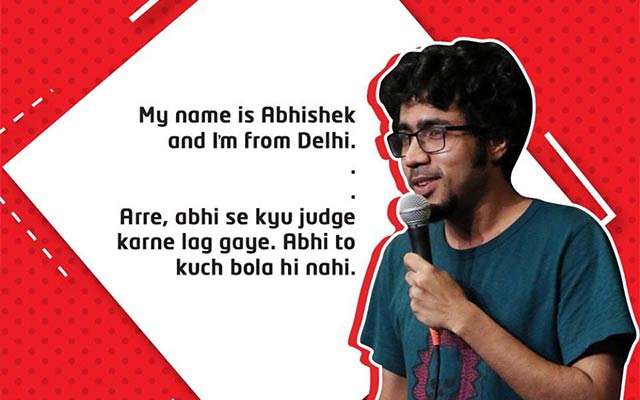 My name is Abhishek
and I'm from Delhi.
.
.
Arre, abhi se kyu judge
karne lag gaye. Abhi to
kuch bola hi nahi.